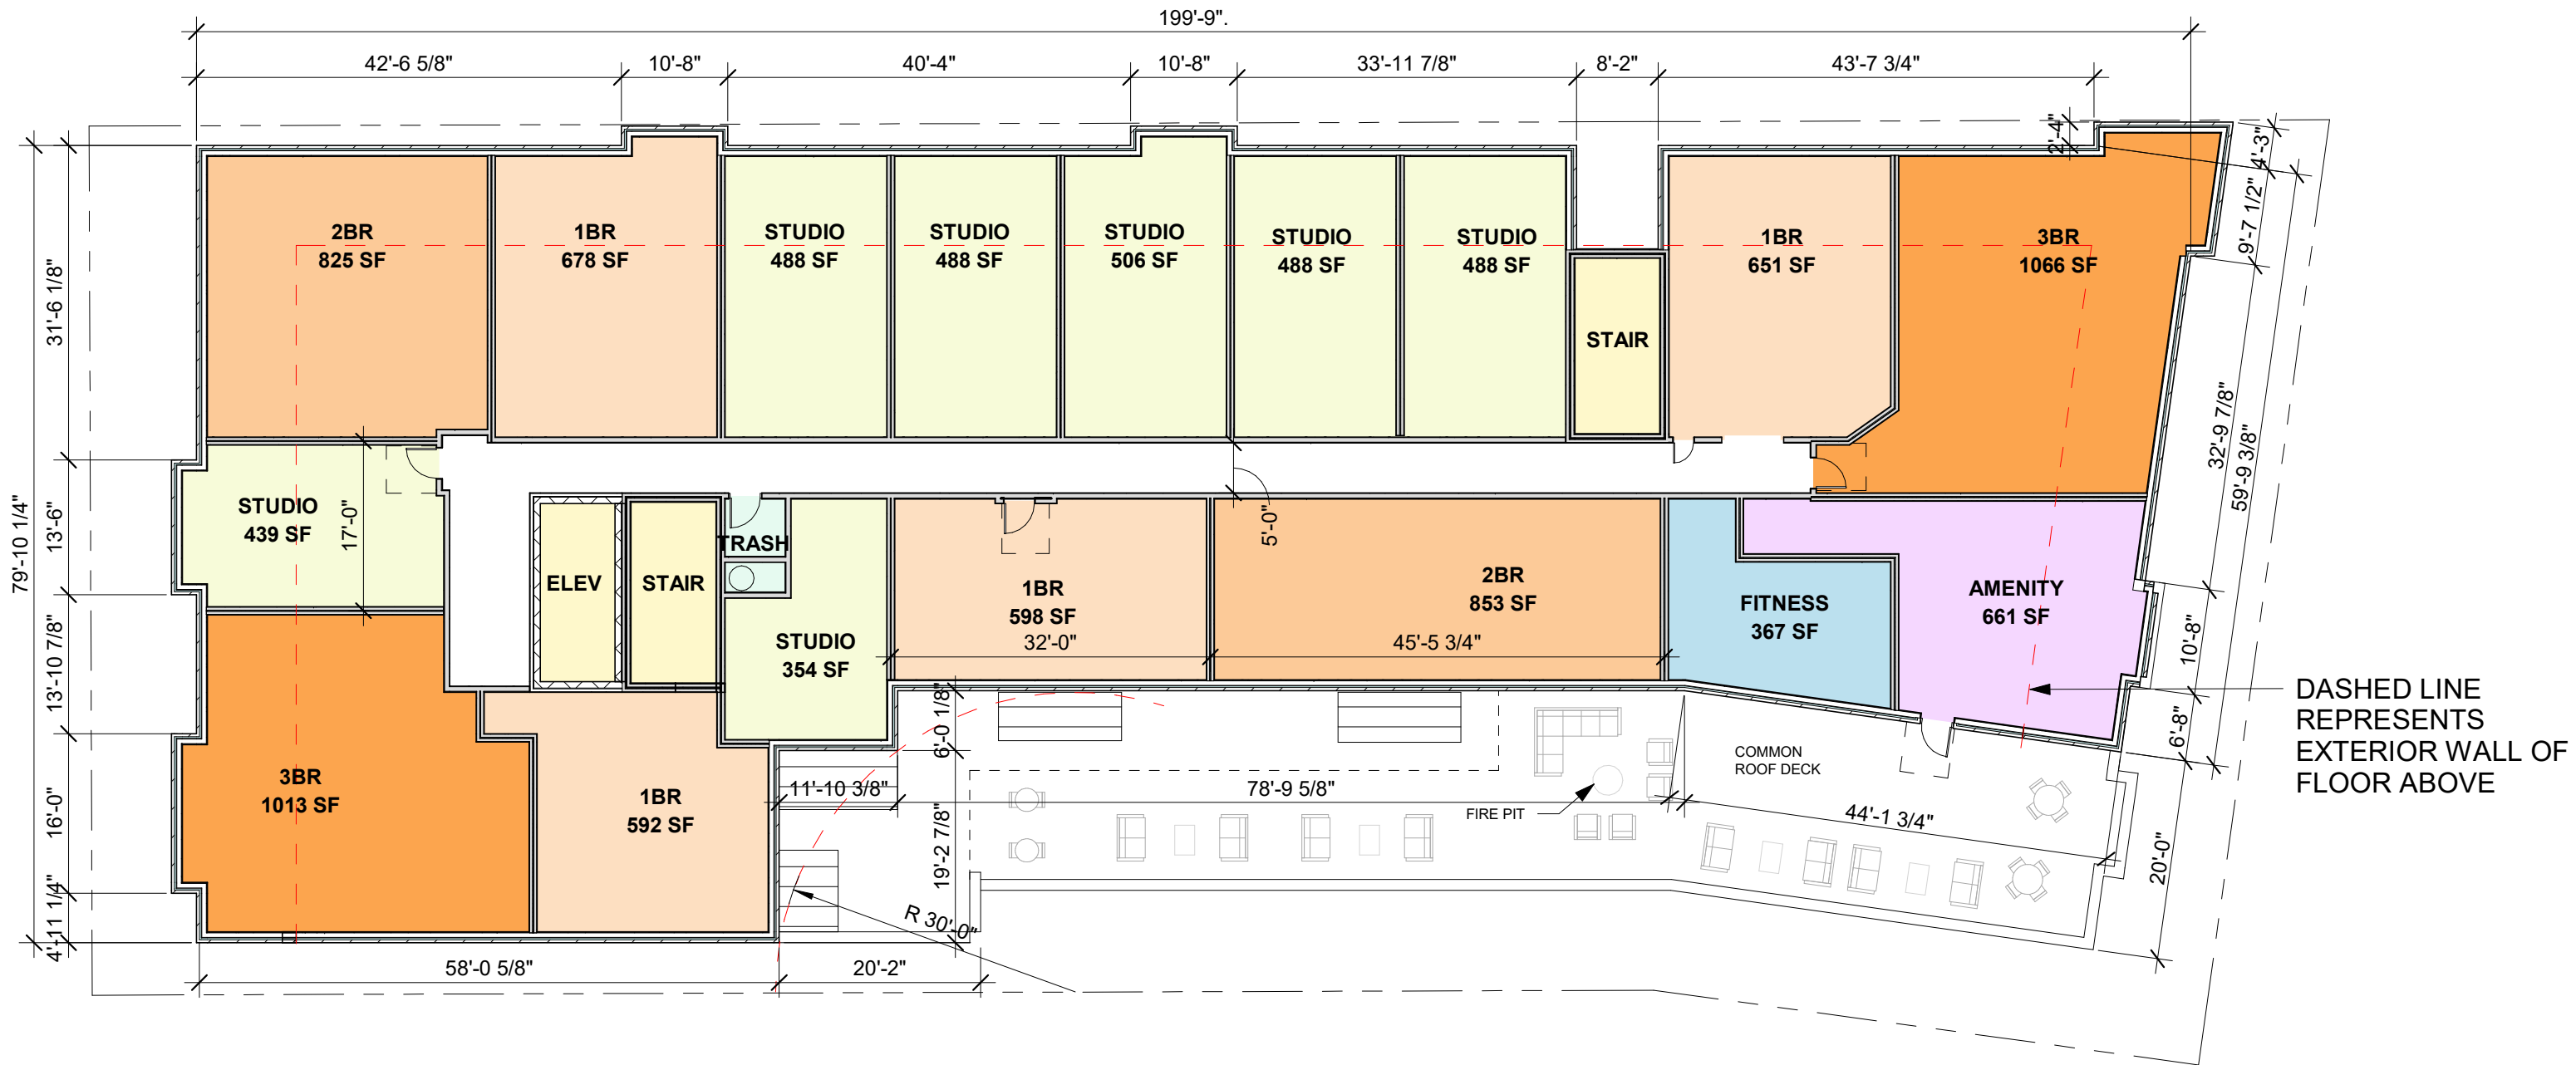 199'-9".
42'-6 5/8"
10'-8"
40'-4"
10'-8"
33'-11 7/8"
8'-2"
43'-7 3/4"
2'-4"
4'-3"
9'-7 1/2"
32'-9 7/8"
59'-9 3/8"
10'-8"
6'-8"
20'-0"
79'-10 1/4"
31'-6 1/8"
13'-6"
13'-10 7/8"
16'-0"
4'-11 1/4"
2BR
825 SF
1BR
678 SF
STUDIO
488 SF
STUDIO
488 SF
STUDIO
506 SF
STUDIO
488 SF
STUDIO
488 SF
STAIR
1BR
651 SF
3BR
1066 SF
STUDIO
439 SF
17'-0"
ELEV
STAIR
TRASH
STUDIO
354 SF
1BR
598 SF
32'-0"
5'-0"
2BR
853 SF
45'-5 3/4"
FITNESS
367 SF
AMENITY
661 SF
3BR
1013 SF
1BR
592 SF
6'-0 1/8"
11'-10 3/8"
19'-2 7/8"
78'-9 5/8"
FIRE PIT
COMMON
ROOF DECK
44'-1 3/4"
R 30'-0"
58'-0 5/8"
20'-2"
DASHED LINE
REPRESENTS
EXTERIOR WALL OF
FLOOR ABOVE